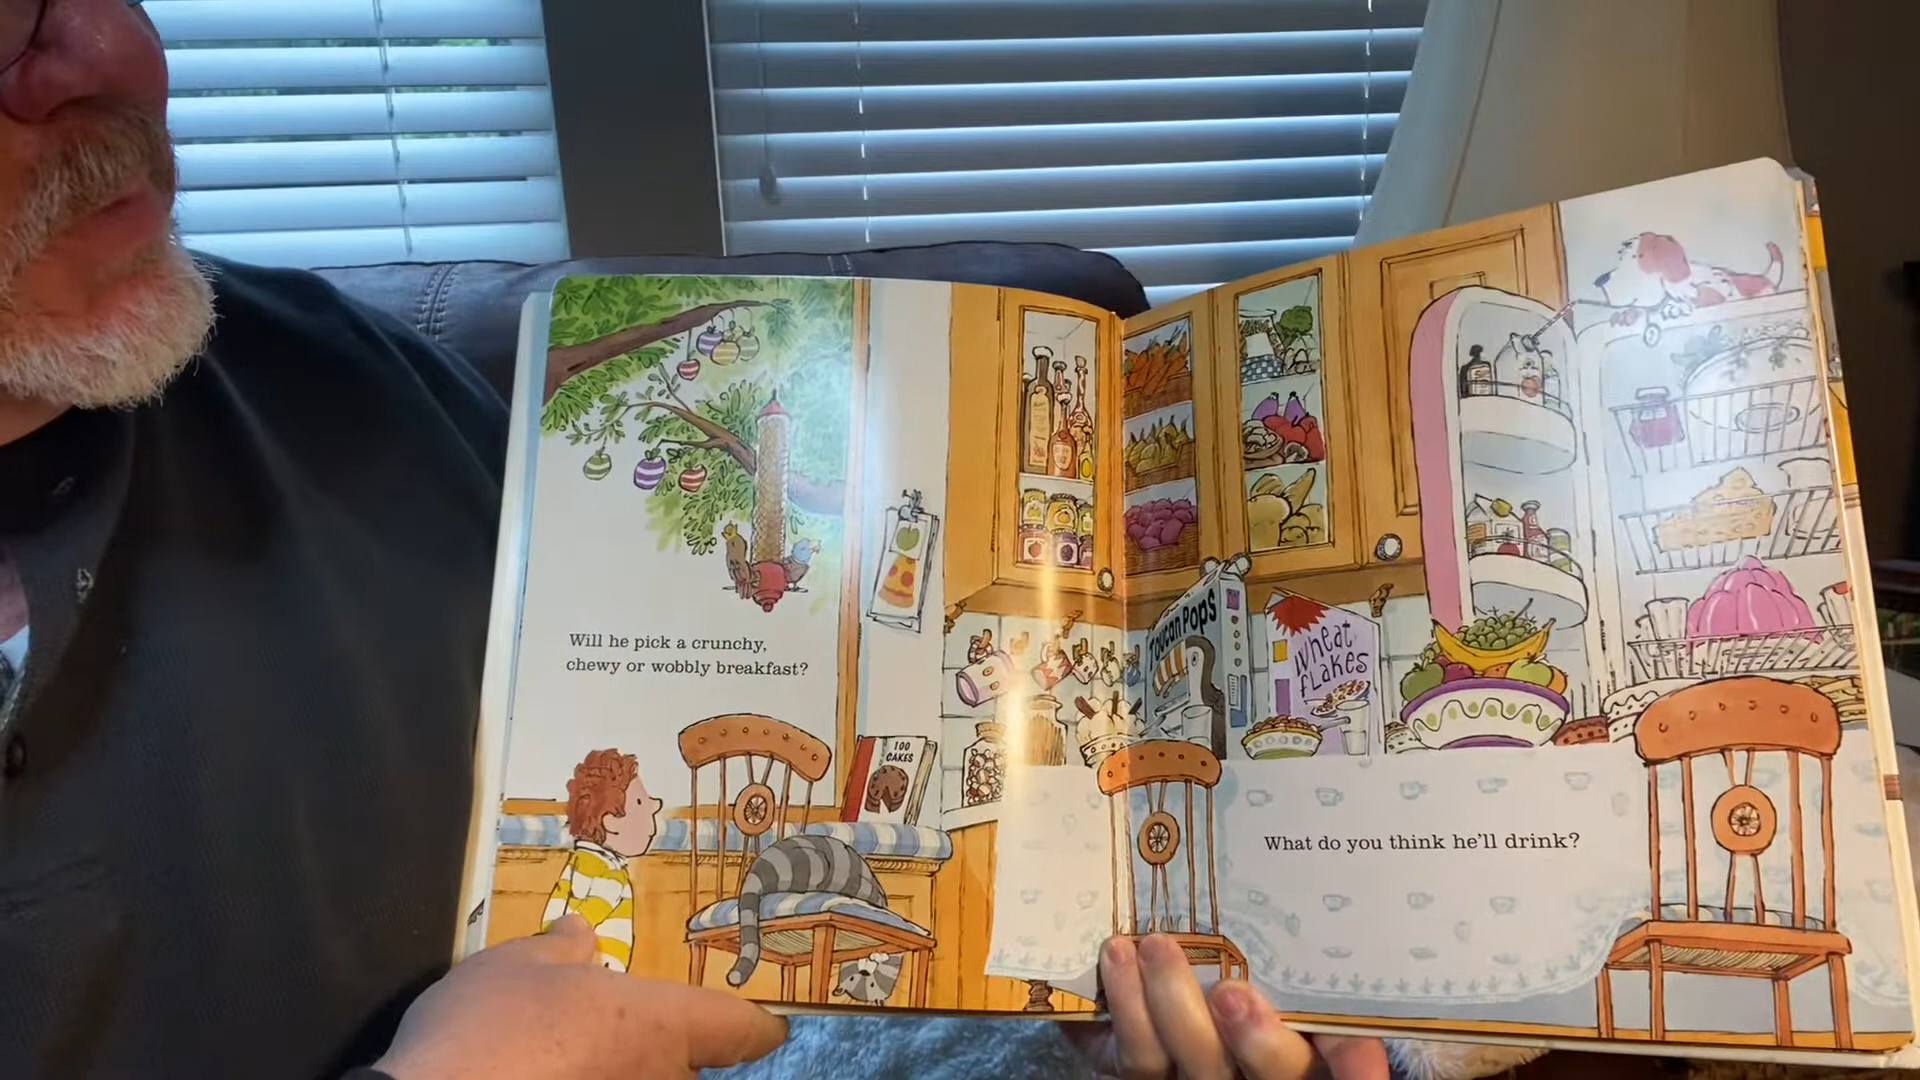 Will he pick a crunchy,
chewy or wobbly breakfast?
100
CAKES
Toucan Pops
Wheat
flakes
What do you think he'll drink?